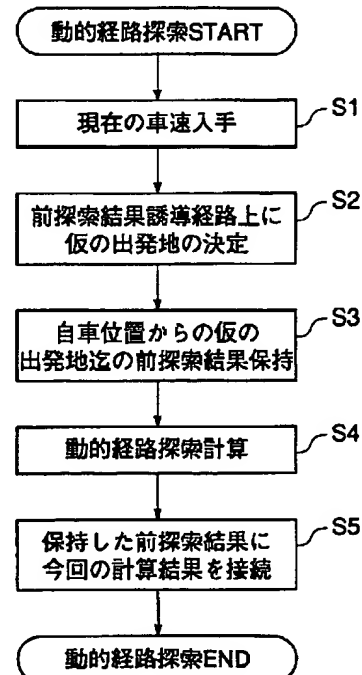 動的経路探索START
現在の車速入手
S1
前探索結果誘導経路上に
仮の出発地の決定
S2
自車位置からの仮の
出発地迄の前探索結果保持
S3
動的経路探索計算
S4
保持した前探索結果に
今回の計算結果を接続
S5
動的経路探索END